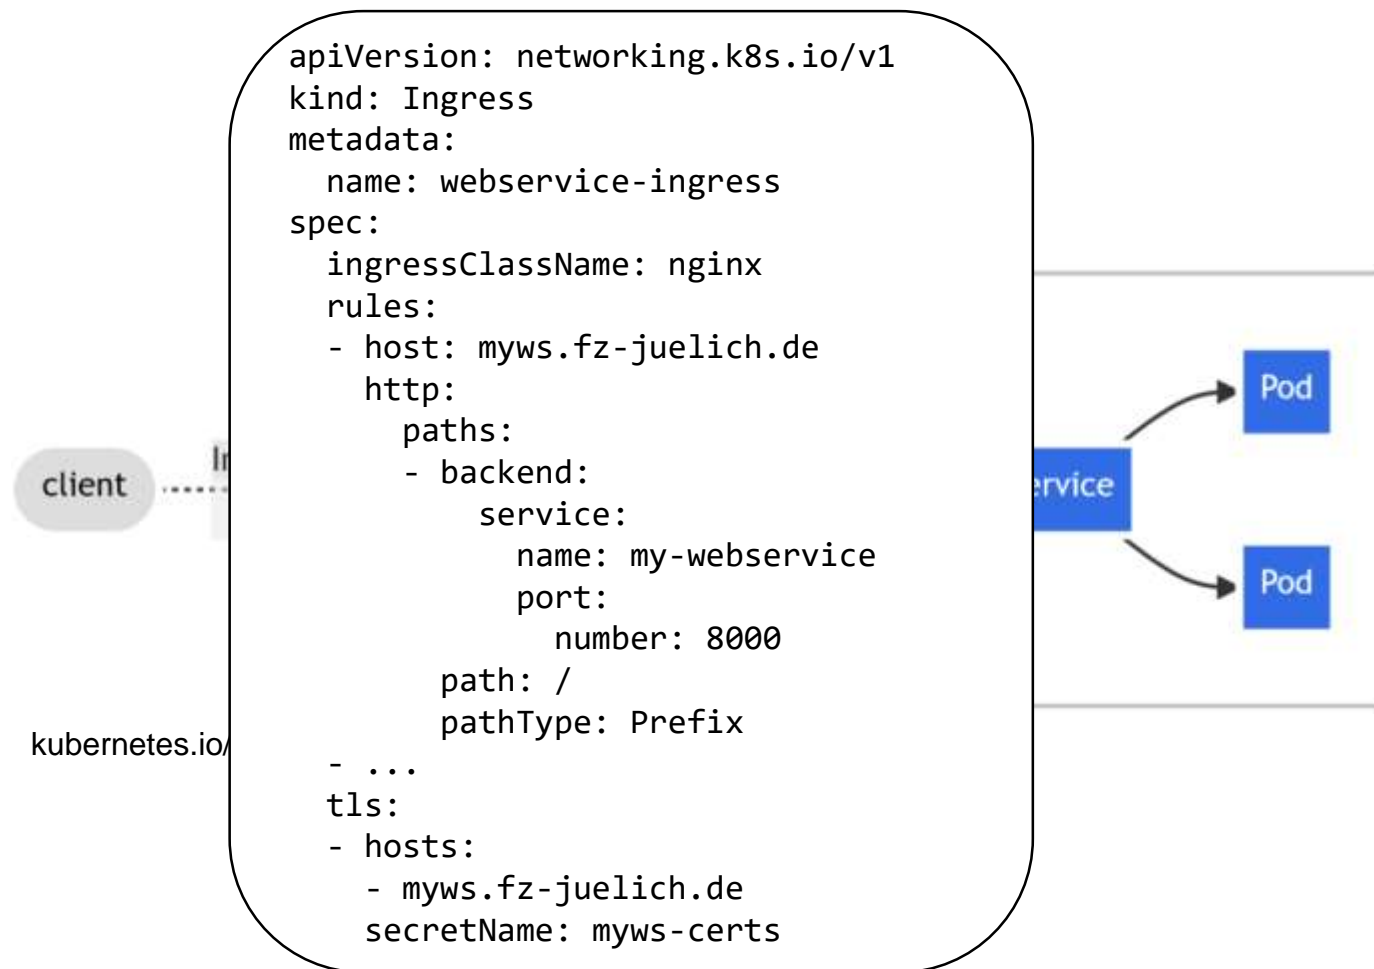 apiVersion: networking.k8s.io/v1
kind: Ingress
metadata:
  name: webservice-ingress
spec:
  ingressClassName: nginx
  rules:
  - host: myws.fz-juelich.de
    http:
      paths:
      - backend:
          service:
            name: my-webservice
            port:
              number: 8000
        path: /
        pathType: Prefix
  - ...
  tls:
  - hosts:
    - myws.fz-juelich.de
    secretName: myws-certs
client
ervice
Pod
Pod
kubernetes.io/